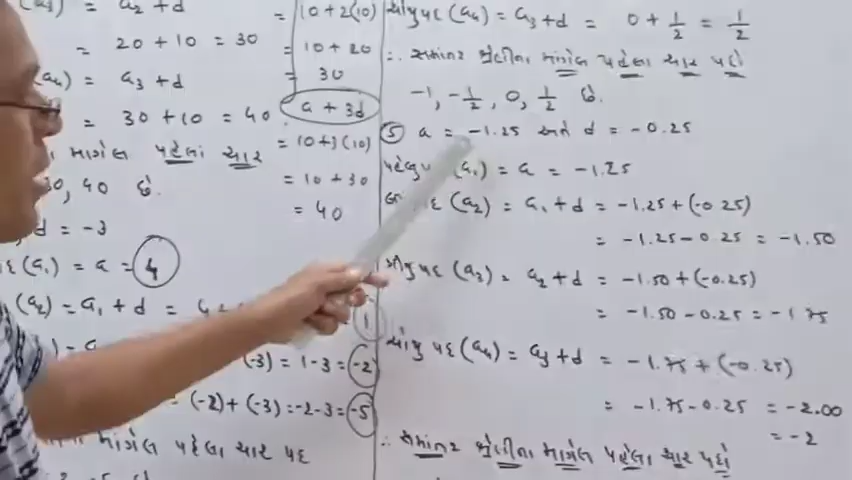 a₂ + d
= 20 + 10 = 30
(a₄) = a₃ + d
= 30 + 10 = 40
માગેલ પહેલાં ચાર
30, 40 છે.
d = -3
(a₁) = a = 4
(a₂) = a₁ + d =
(-3) = 1 - 3 = -2
= (-2) + (-3) = -2-3 = -5
માંગેલ પહેલા ચાર પદ
= 10 + 2(10)
= 10 + 20
= 30
a + 3d
= 10 + 3(10)
= 10 + 30
= 40
ચોથુ પદ (a₄) = a₃ + d = 0 + 1/2 = 1/2
∴ સમાંતર શ્રેણીના માંગેલ પહેલા ચાર પદો
-1, -1/2, 0, 1/2 છે.
⑤ a = -1.25 અને d = -0.25
(a₁) = a = -1.25
(a₂) = a₁ + d = -1.25 + (-0.25)
= -1.25 - 0.25 = -1.50
ત્રીજુ પદ (a₃) = a₂ + d = -1.50 + (-0.25)
= -1.50 - 0.25 = -1.75
ચોથુ પદ (a₄) = a₃ + d = -1.75 + (-0.25)
= -1.75 - 0.25 = -2.00
= -2
∴ સમાંતર શ્રેણીના માંગેલ પહેલા ચાર પદો